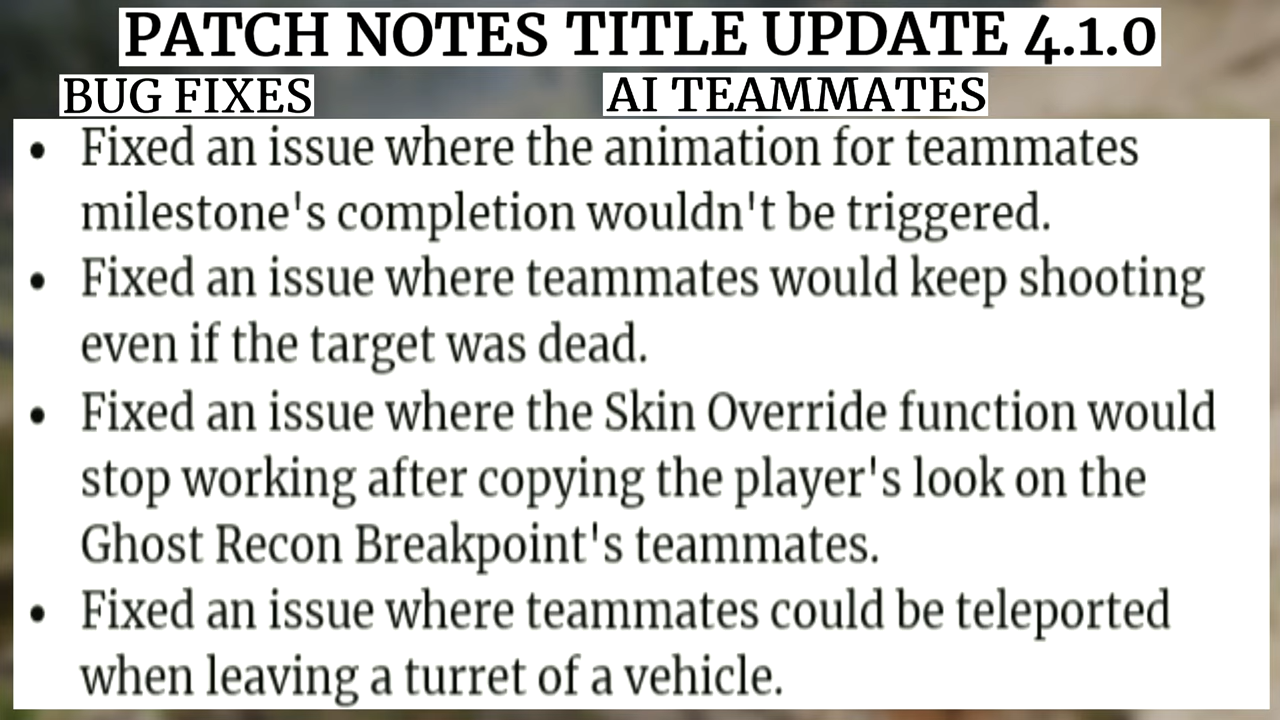 PATCH NOTES TITLE UPDATE 4.1.0
BUG FIXES
AI TEAMMATES
• Fixed an issue where the animation for teammates
milestone's completion wouldn't be triggered.
• Fixed an issue where teammates would keep shooting
even if the target was dead.
• Fixed an issue where the Skin Override function would
stop working after copying the player's look on the
Ghost Recon Breakpoint's teammates.
• Fixed an issue where teammates could be teleported
when leaving a turret of a vehicle.